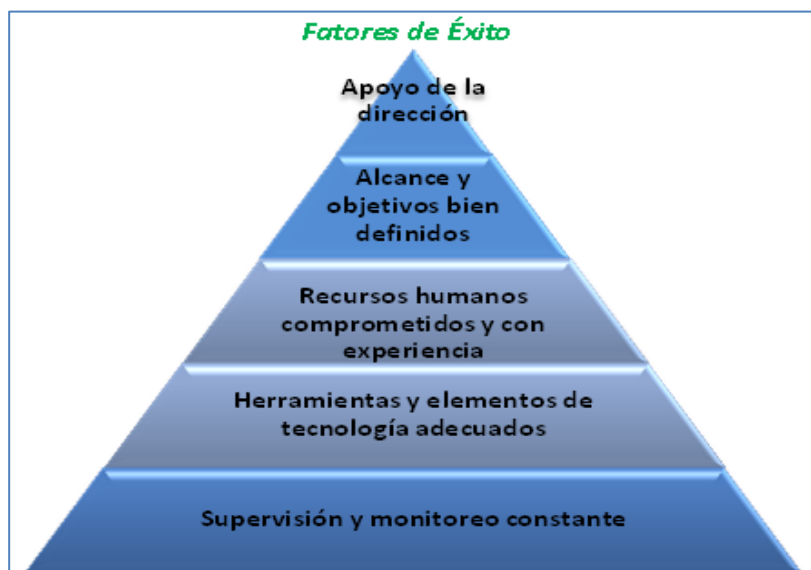 Fatores de Éxito
Apoyo de la
dirección
Alcance y
objetivos bien
definidos
Recursos humanos
comprometidos y con
experiencia
Herramientas y elementos de
tecnología adecuados
Supervisión y monitoreo constante